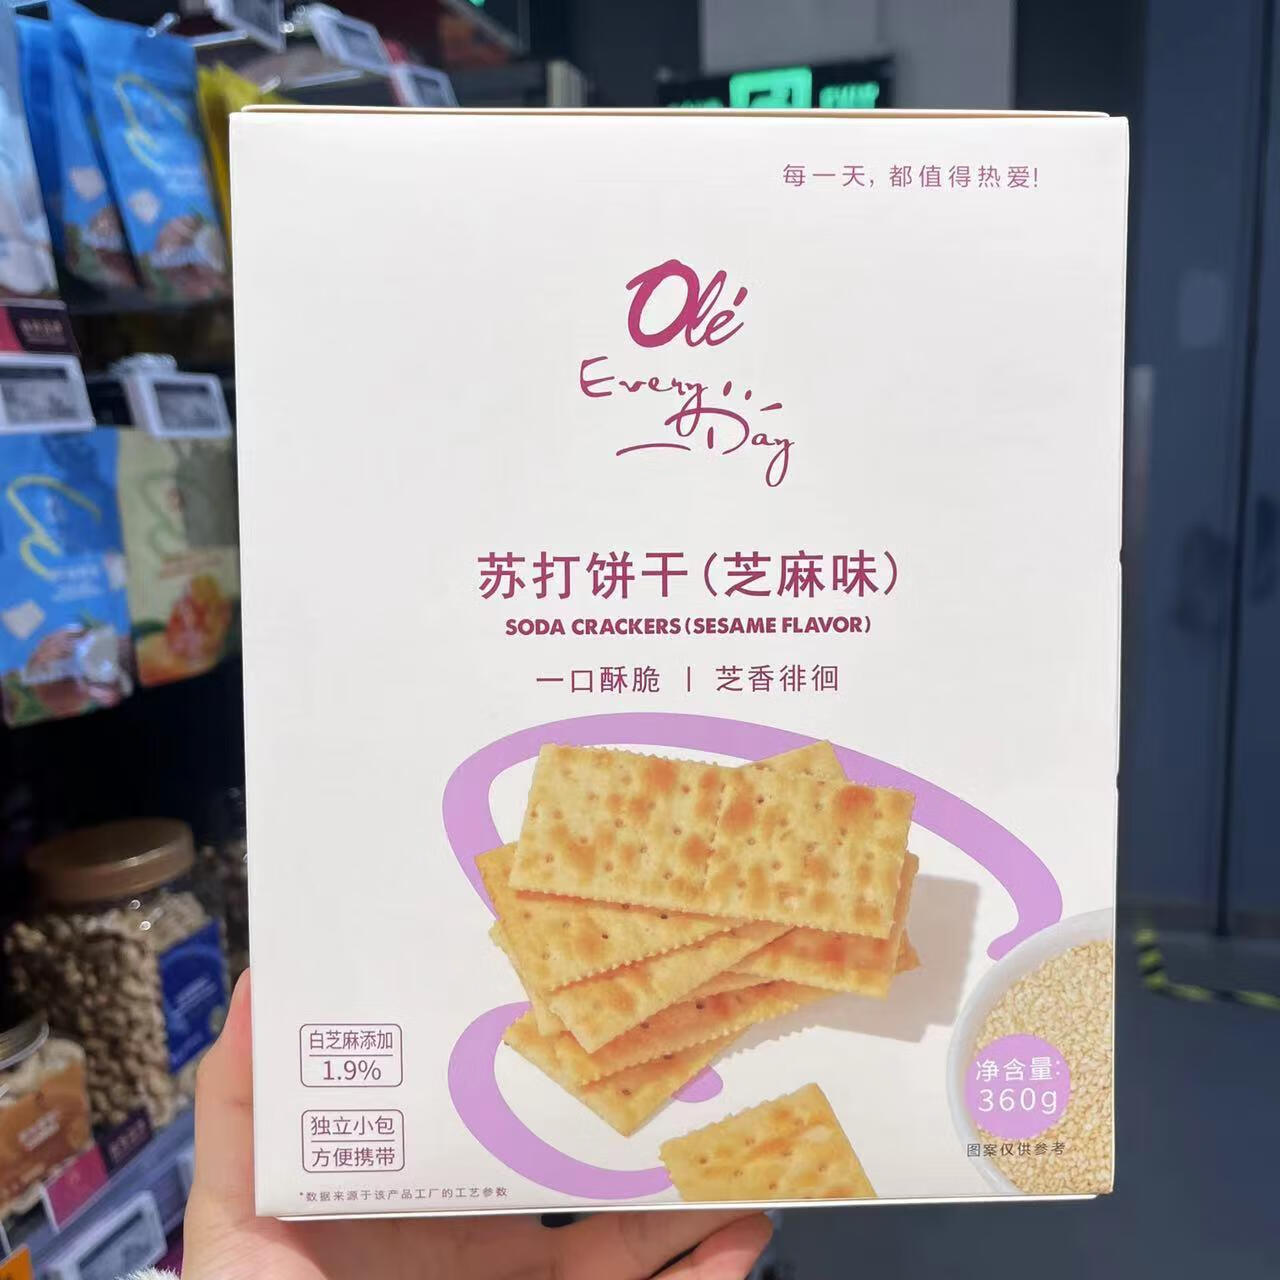 每一天,都值得热爱!
Olé
Every
Day
苏打饼干(芝麻味)
SODA CRACKERS(SESAME FLAVOR)
一口酥脆 | 芝香徘徊
白芝麻添加
1.9%
独立小包
方便携带
*数据来源于该产品工厂的工艺参数
净含量:
360g
图案仅供参考